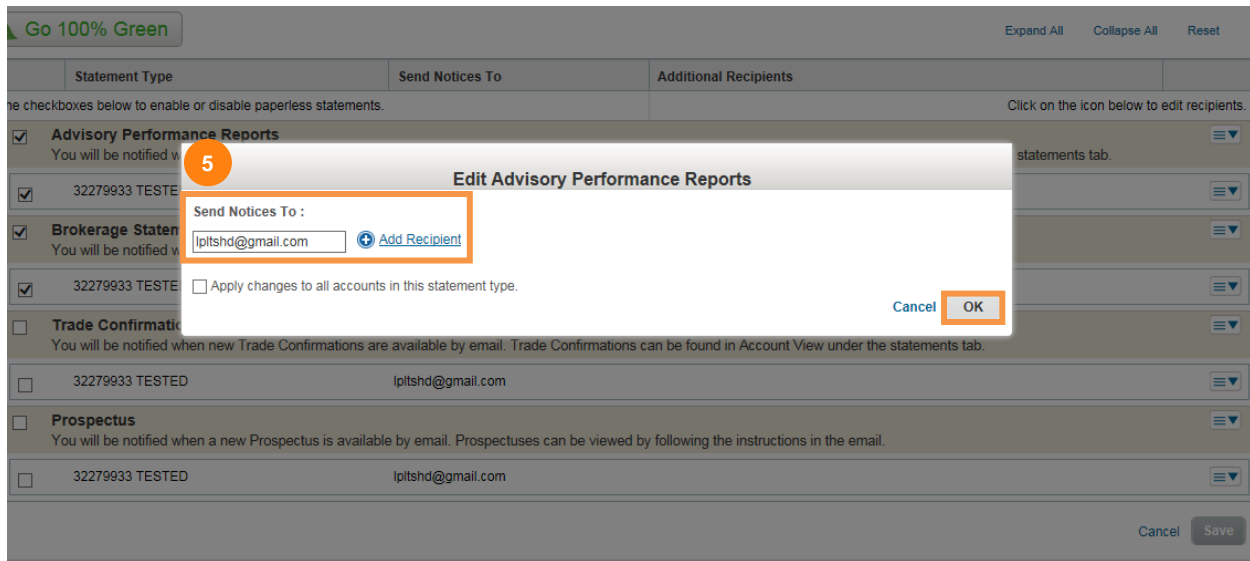 Go 100% Green
Expand All Collapse All Reset
Statement Type Send Notices To Additional Recipients
checkboxes below to enable or disable paperless statements. Click on the icon below to edit recipients.
Advisory Performance Reports
You will be notified statements tab.
5
Edit Advisory Performance Reports
32279933
Send Notices To :
Brokerage
lpltshd@gmail.com Add Recipient
You will be notified
32279933
Apply changes to all accounts in this statement type.
Cancel OK
Trade
You will be notified when new Trade Confirmations are available by email. Trade Confirmations can be found in Account View under the statements tab.
32279933 TESTED lpltshd@gmail.com
Prospectus
You will be notified when a new Prospectus is available by email. Prospectuses can be viewed by following the instructions in the email.
32279933 TESTED lpltshd@gmail.com
Cancel Save